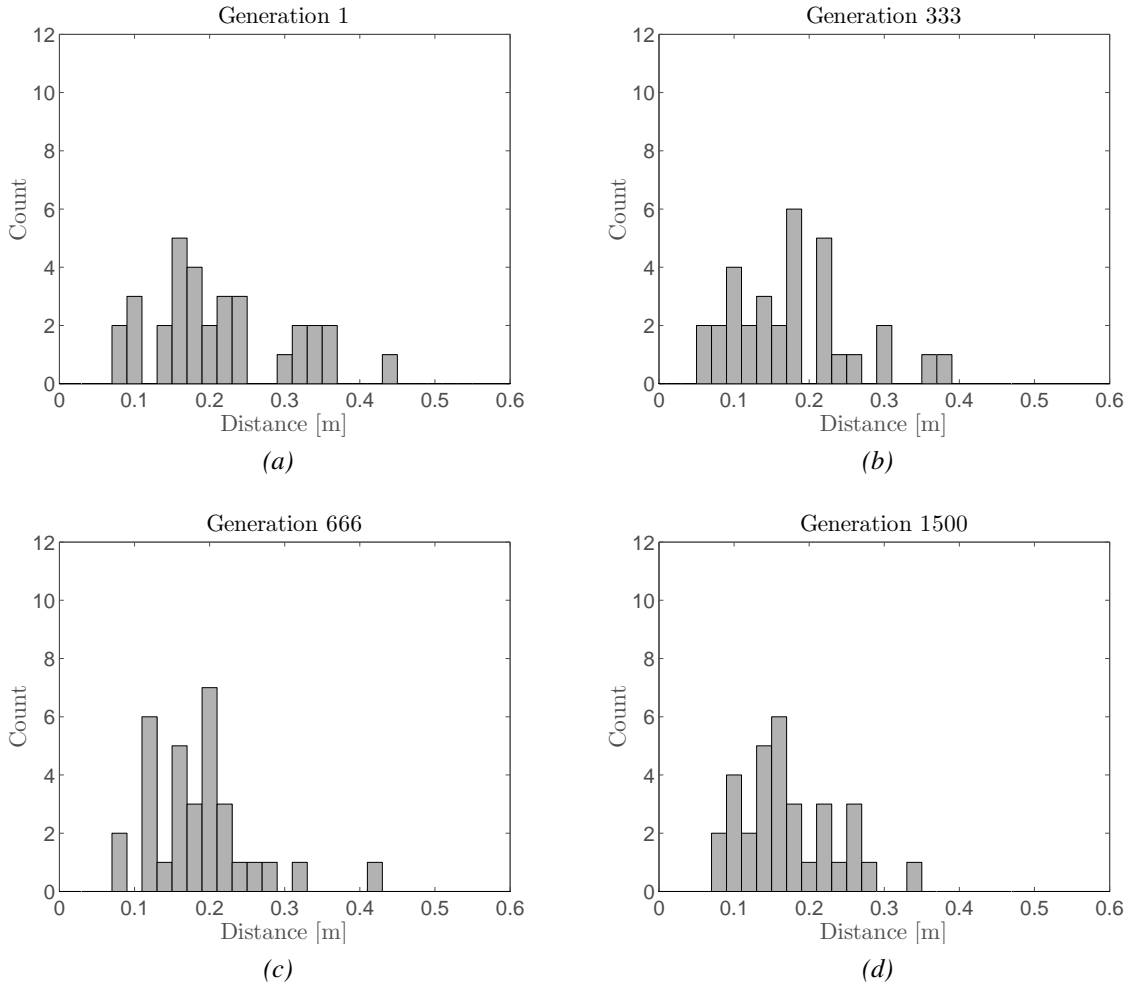 Generation 1
12
10
8
6
4
2
0
Count
0 0.1 0.2 0.3 0.4 0.5 0.6
Distance [m]
(a)
Generation 333
12
10
8
6
4
2
0
Count
0 0.1 0.2 0.3 0.4 0.5 0.6
Distance [m]
(b)
Generation 666
12
10
8
6
4
2
0
Count
0 0.1 0.2 0.3 0.4 0.5 0.6
Distance [m]
(c)
Generation 1500
12
10
8
6
4
2
0
Count
0 0.1 0.2 0.3 0.4 0.5 0.6
Distance [m]
(d)